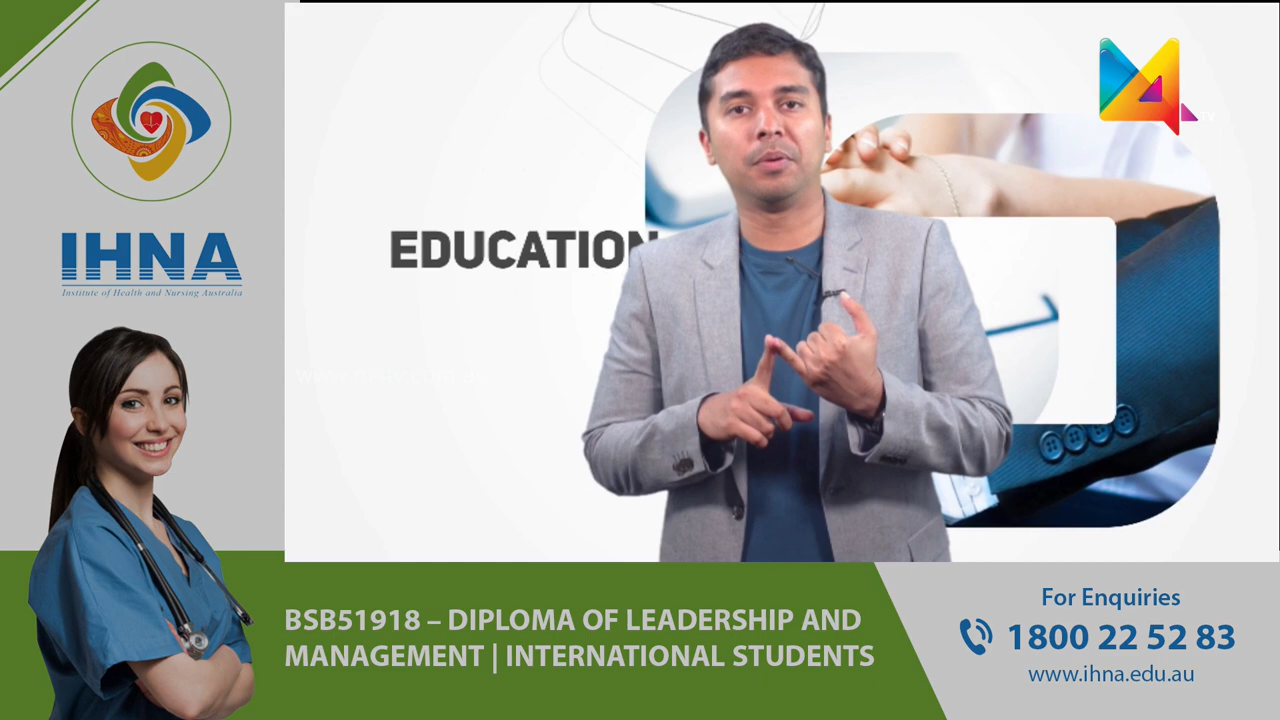 IHNA
Institute of Health and Nursing Australia
EDUCATION
BSB51918 – DIPLOMA OF LEADERSHIP AND
MANAGEMENT | INTERNATIONAL STUDENTS
For Enquiries
1800 22 52 83
www.ihna.edu.au